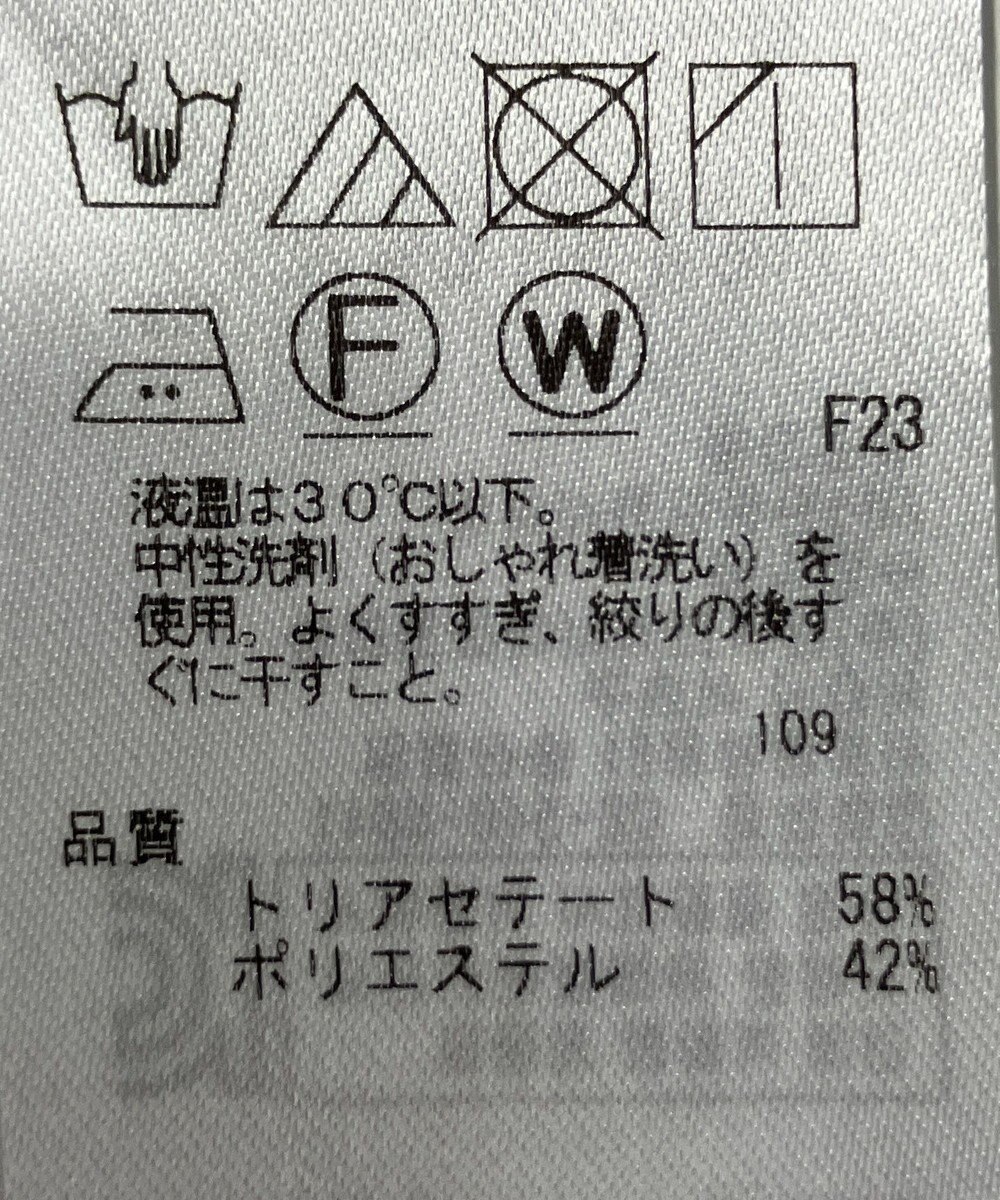 F
W
F23
液温は30℃以下。
中性洗剤（おしゃれ着洗い）を
使用。よくすすぎ、絞りの後す
ぐに干すこと。
109
品質
トリアセテート 58%
ポリエステル 42%